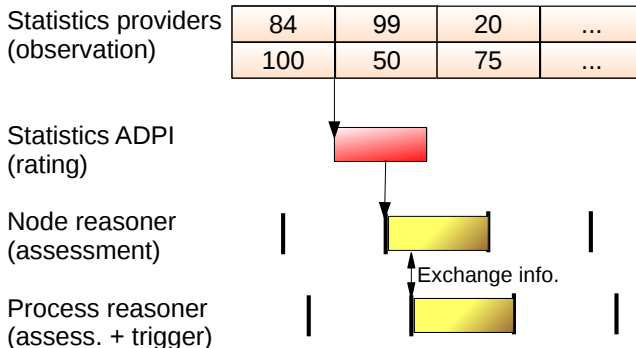 Statistics providers
(observation)
84 99 20 ...
100 50 75 ...
Statistics ADPI
(rating)
Node reasoner
(assessment)
Exchange info.
Process reasoner
(assess. + trigger)